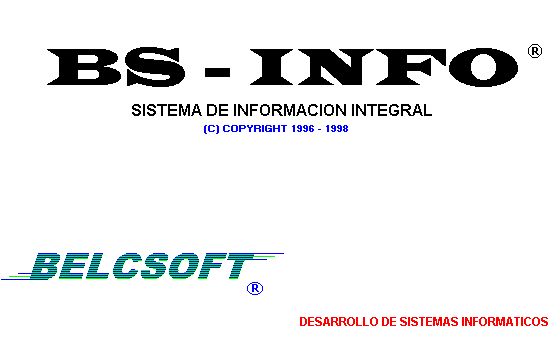 BS - INFO ®
SISTEMA DE INFORMACION INTEGRAL
(C) COPYRIGHT 1996 - 1998
BELCSOFT ®
DESARROLLO DE SISTEMAS INFORMATICOS